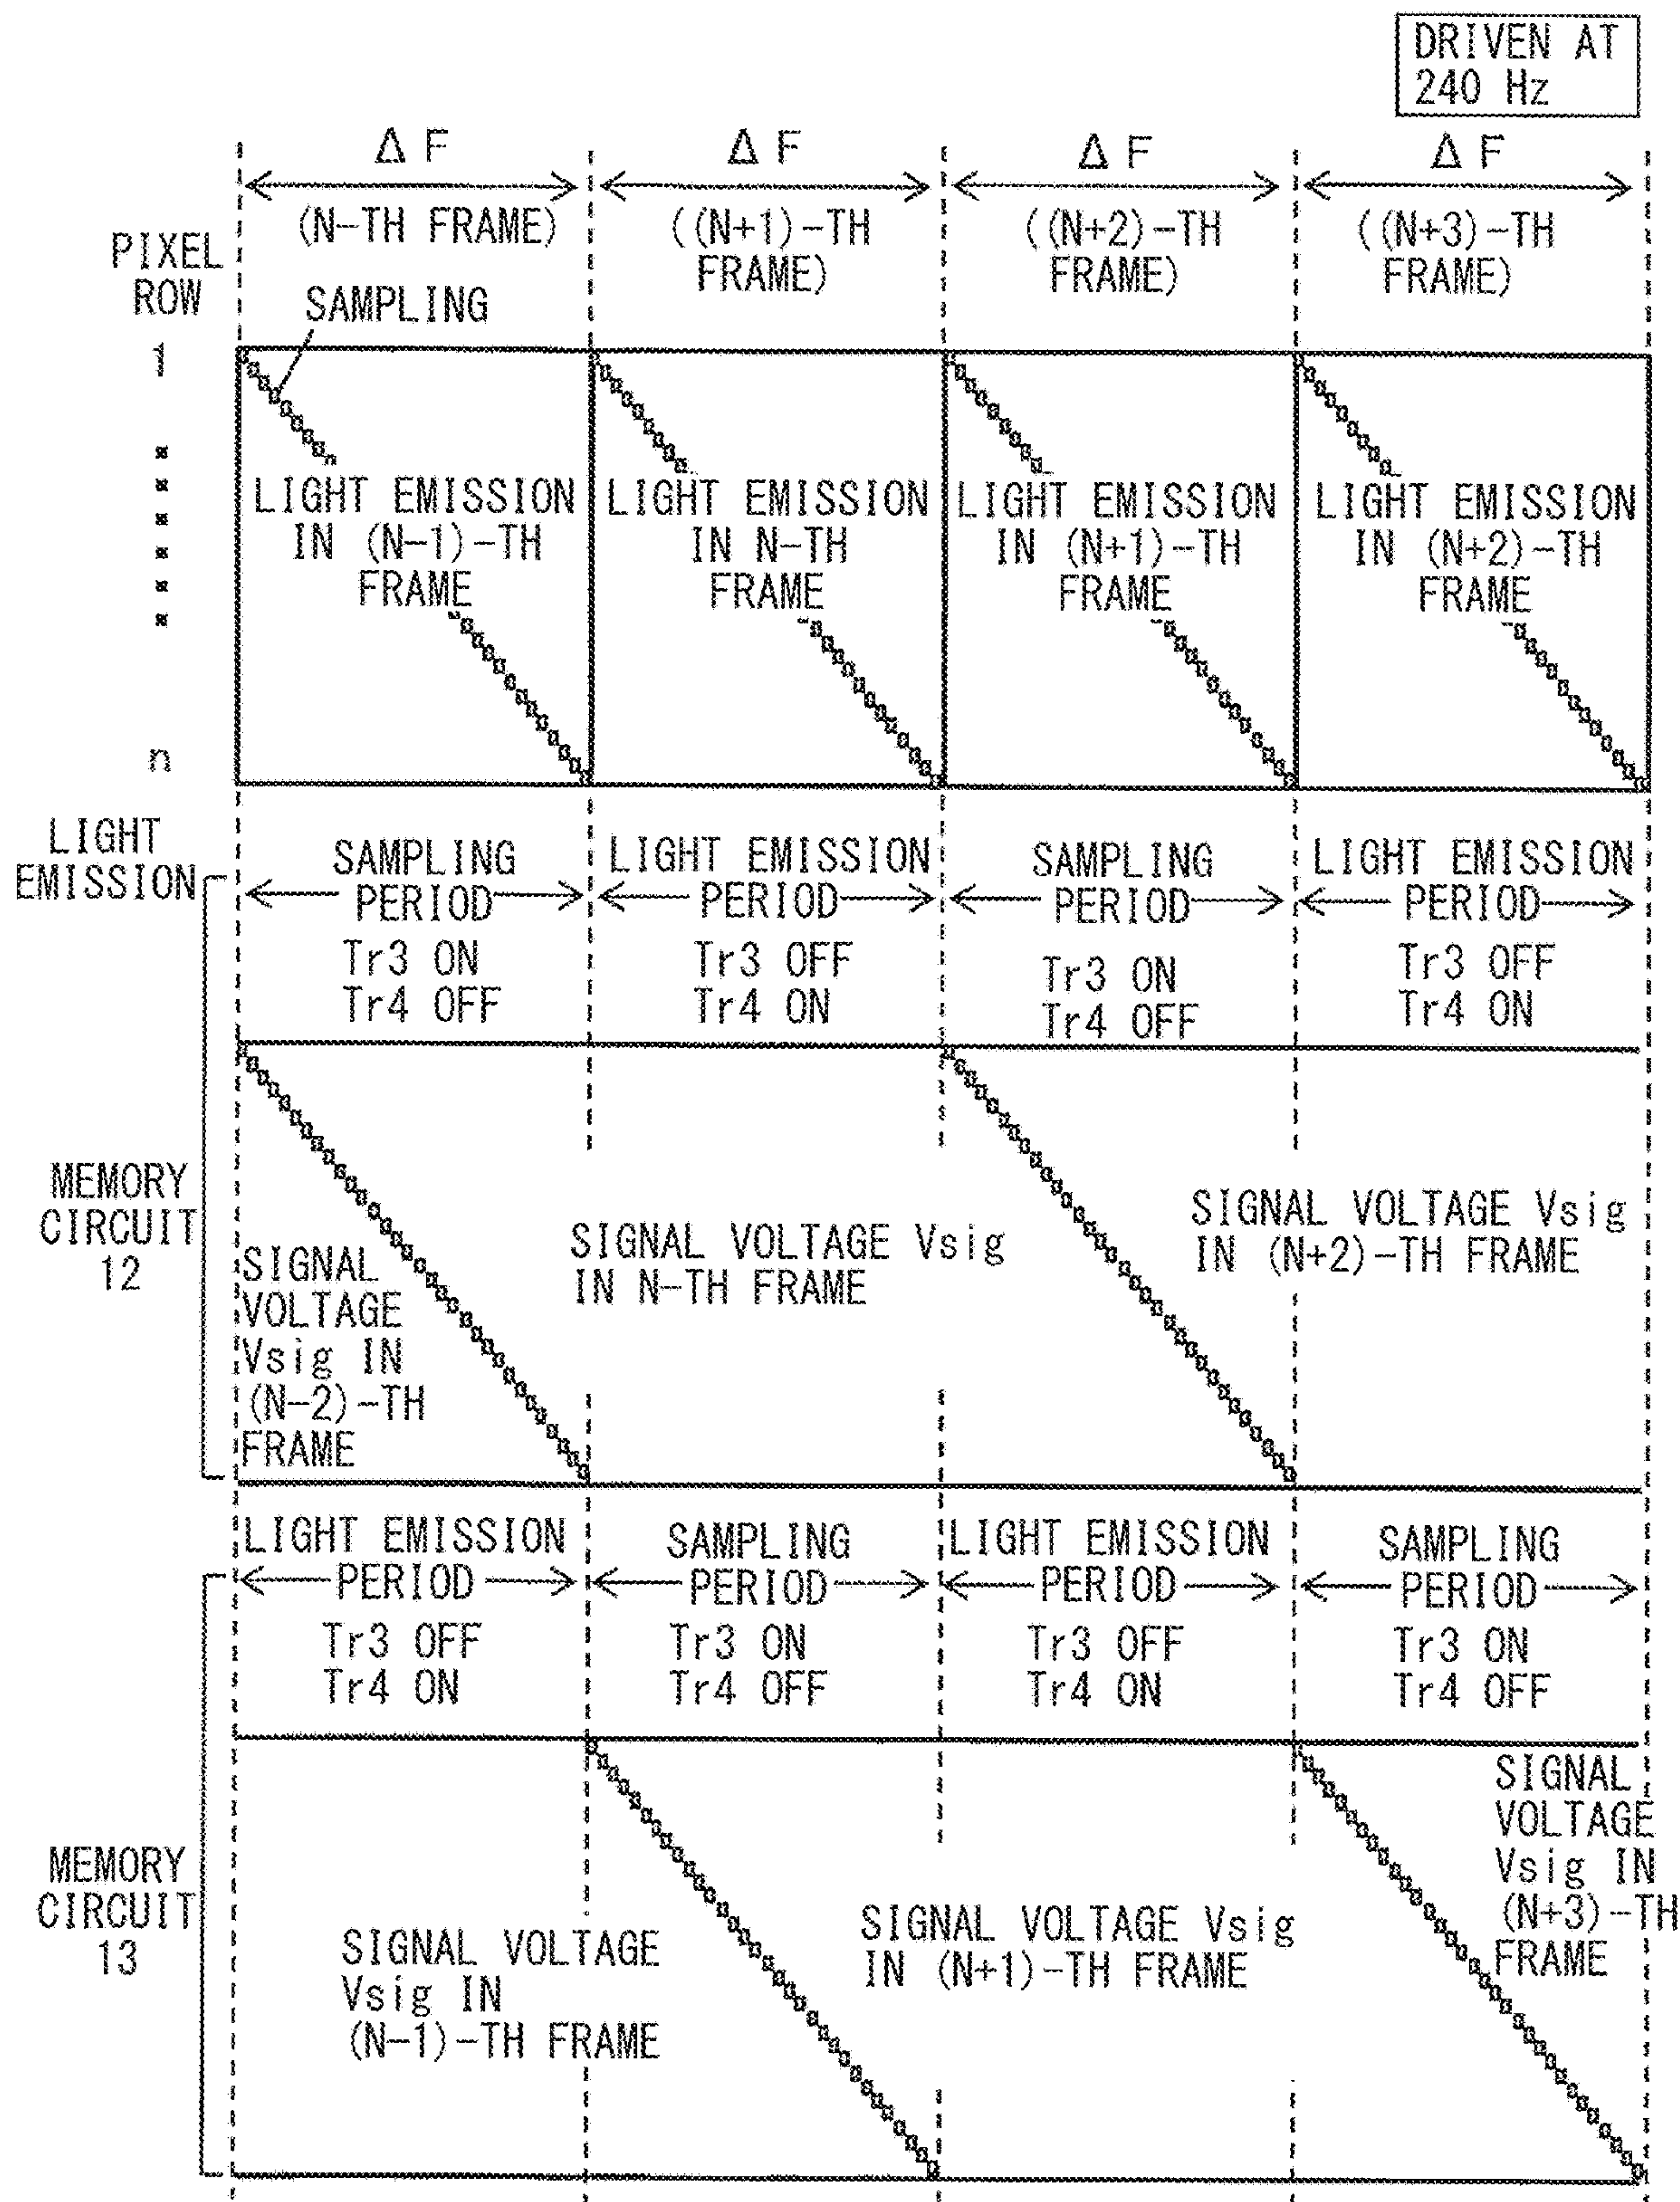 DRIVEN AT
240 Hz
Δ F
Δ F
Δ F
Δ F
(N-TH FRAME)
((N+1)-TH
FRAME)
((N+2)-TH
FRAME)
((N+3)-TH
FRAME)
PIXEL
ROW
SAMPLING
1
n
LIGHT EMISSION
IN (N-1)-TH
FRAME
LIGHT EMISSION
IN N-TH
FRAME
LIGHT EMISSION
IN (N+1)-TH
FRAME
LIGHT EMISSION
IN (N+2)-TH
FRAME
LIGHT
EMISSION
SAMPLING
PERIOD
Tr3 ON
Tr4 OFF
LIGHT EMISSION
PERIOD
Tr3 OFF
Tr4 ON
SAMPLING
PERIOD
Tr3 ON
Tr4 OFF
LIGHT EMISSION
PERIOD
Tr3 OFF
Tr4 ON
MEMORY
CIRCUIT
12
SIGNAL
VOLTAGE
Vsig IN
(N-2)-TH
FRAME
SIGNAL VOLTAGE Vsig
IN N-TH FRAME
SIGNAL VOLTAGE Vsig
IN (N+2)-TH FRAME
LIGHT EMISSION
PERIOD
Tr3 OFF
Tr4 ON
SAMPLING
PERIOD
Tr3 ON
Tr4 OFF
LIGHT EMISSION
PERIOD
Tr3 OFF
Tr4 ON
SAMPLING
PERIOD
Tr3 ON
Tr4 OFF
MEMORY
CIRCUIT
13
SIGNAL VOLTAGE
Vsig IN
(N-1)-TH FRAME
SIGNAL VOLTAGE Vsig
IN (N+1)-TH FRAME
SIGNAL
VOLTAGE
Vsig IN
(N+3)-TH
FRAME